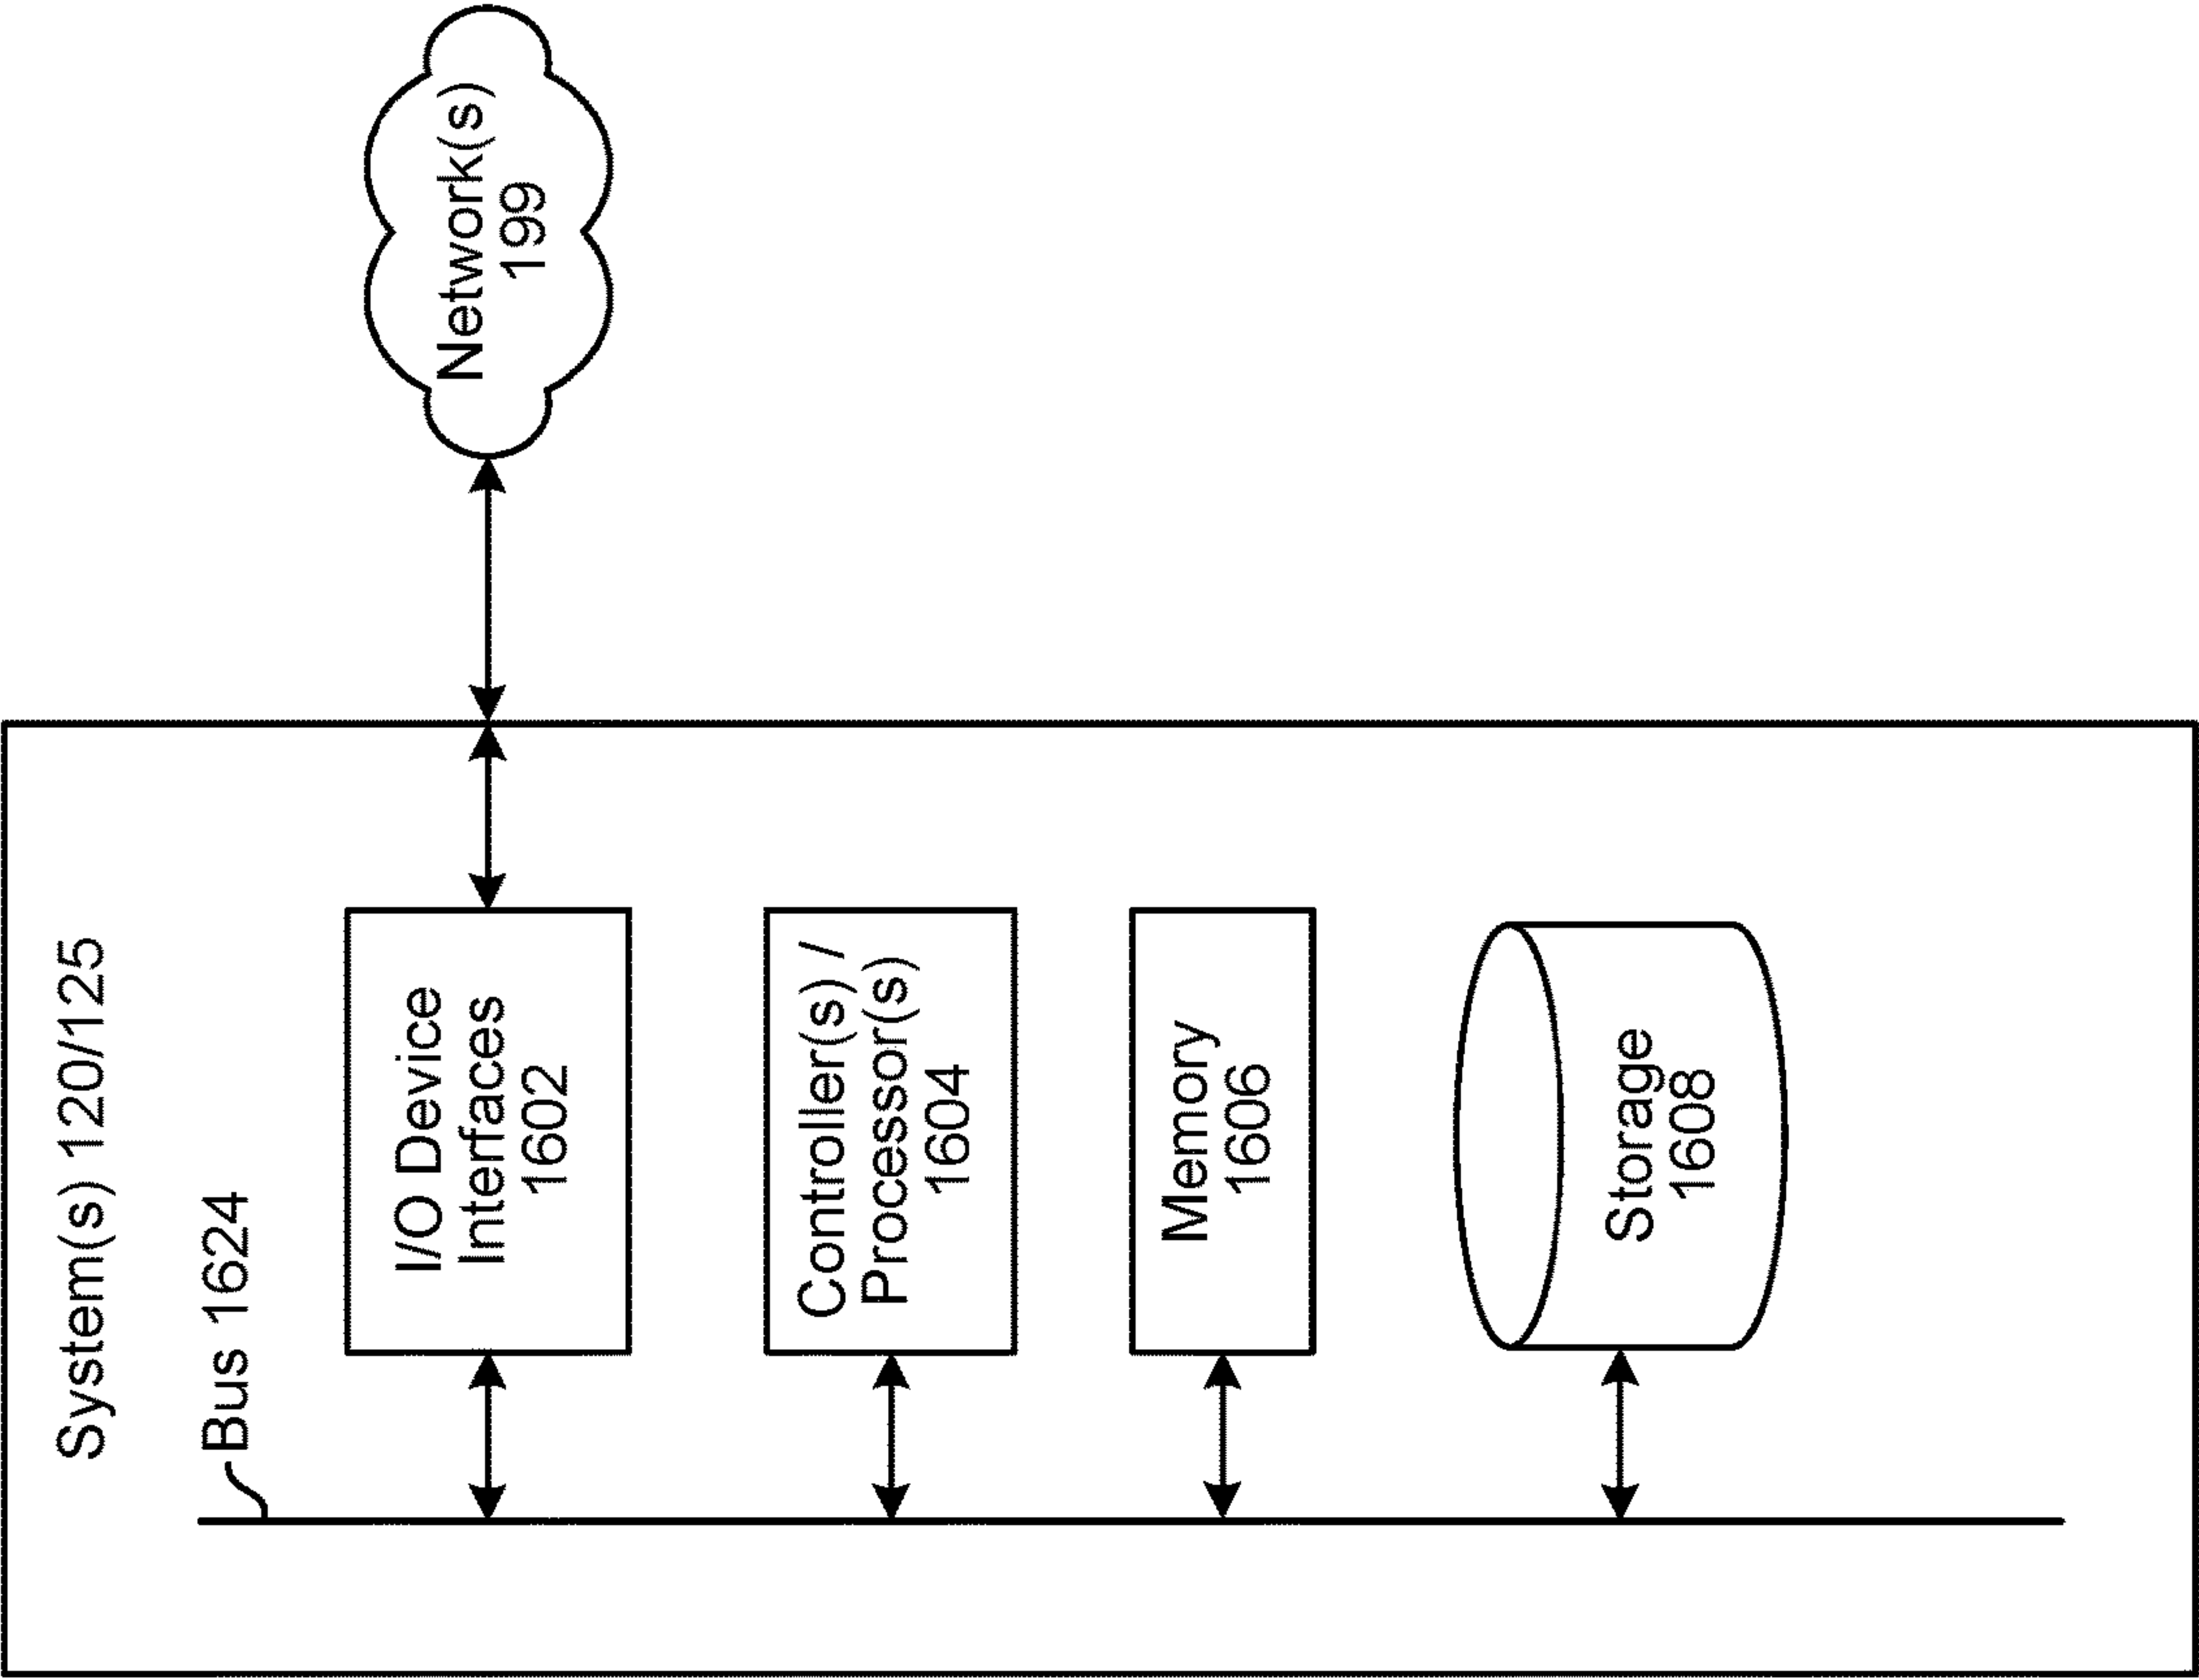 System(s) 120/125
Bus 1624
I/O Device
Interfaces
1602
Network(s)
199
Controller(s) /
Processor(s)
1604
Memory
1606
Storage
1608